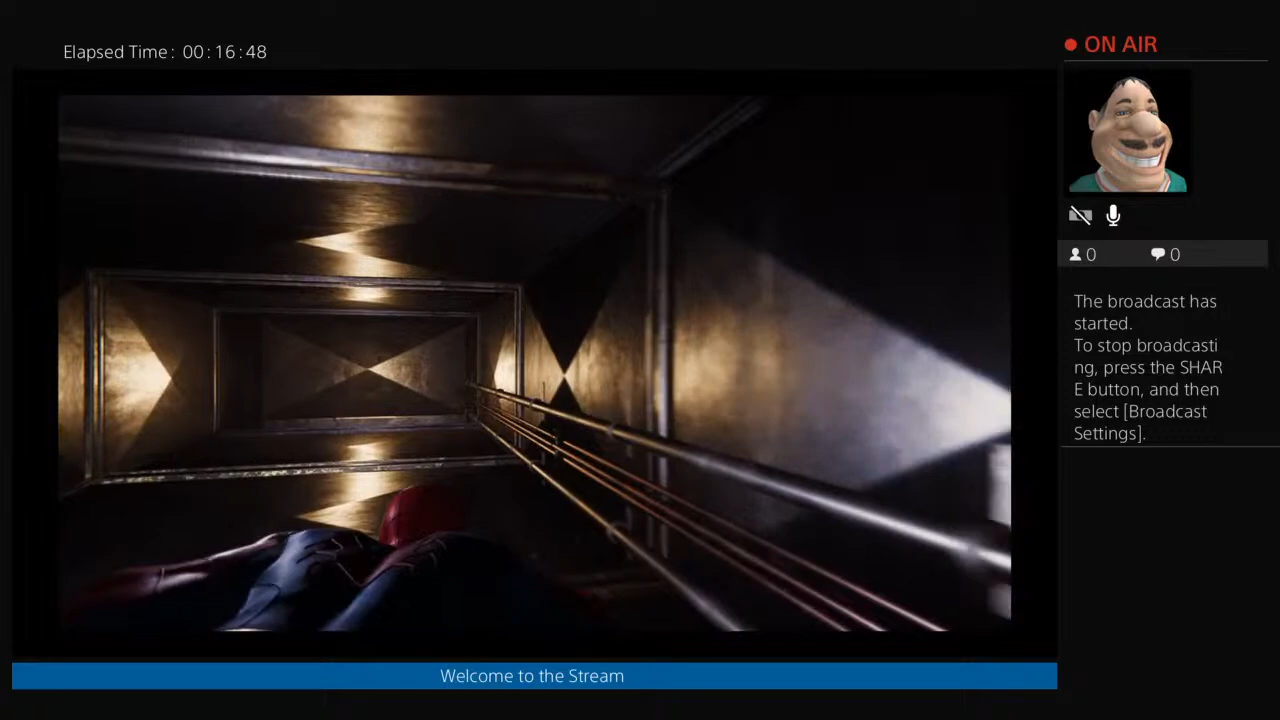 Elapsed Time: 00:16:48
ON AIR
0 0
The broadcast has
started.
To stop broadcasti
ng, press the SHAR
E button, and then
select [Broadcast
Settings].
Welcome to the Stream